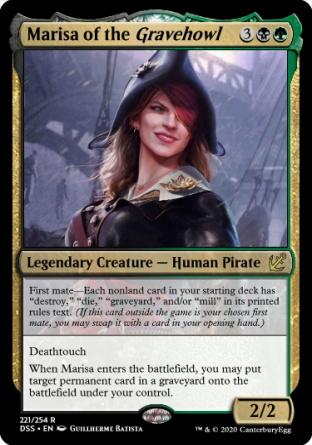 Marisa of the Gravehowl 3
Legendary Creature — Human Pirate
First mate—Each nonland card in your starting deck has
"destroy," "die," "graveyard," and/or "mill" in its printed
rules text. (If this card outside the game is your chosen first
mate, you may swap it with a card in your opening hand.)
Deathtouch
When Marisa enters the battlefield, you may put
target permanent card in a graveyard onto the
battlefield under your control.
2/2
221/254 R
DSS • EN Guilherme Batista
™ & © 2020 CanterburyEgg